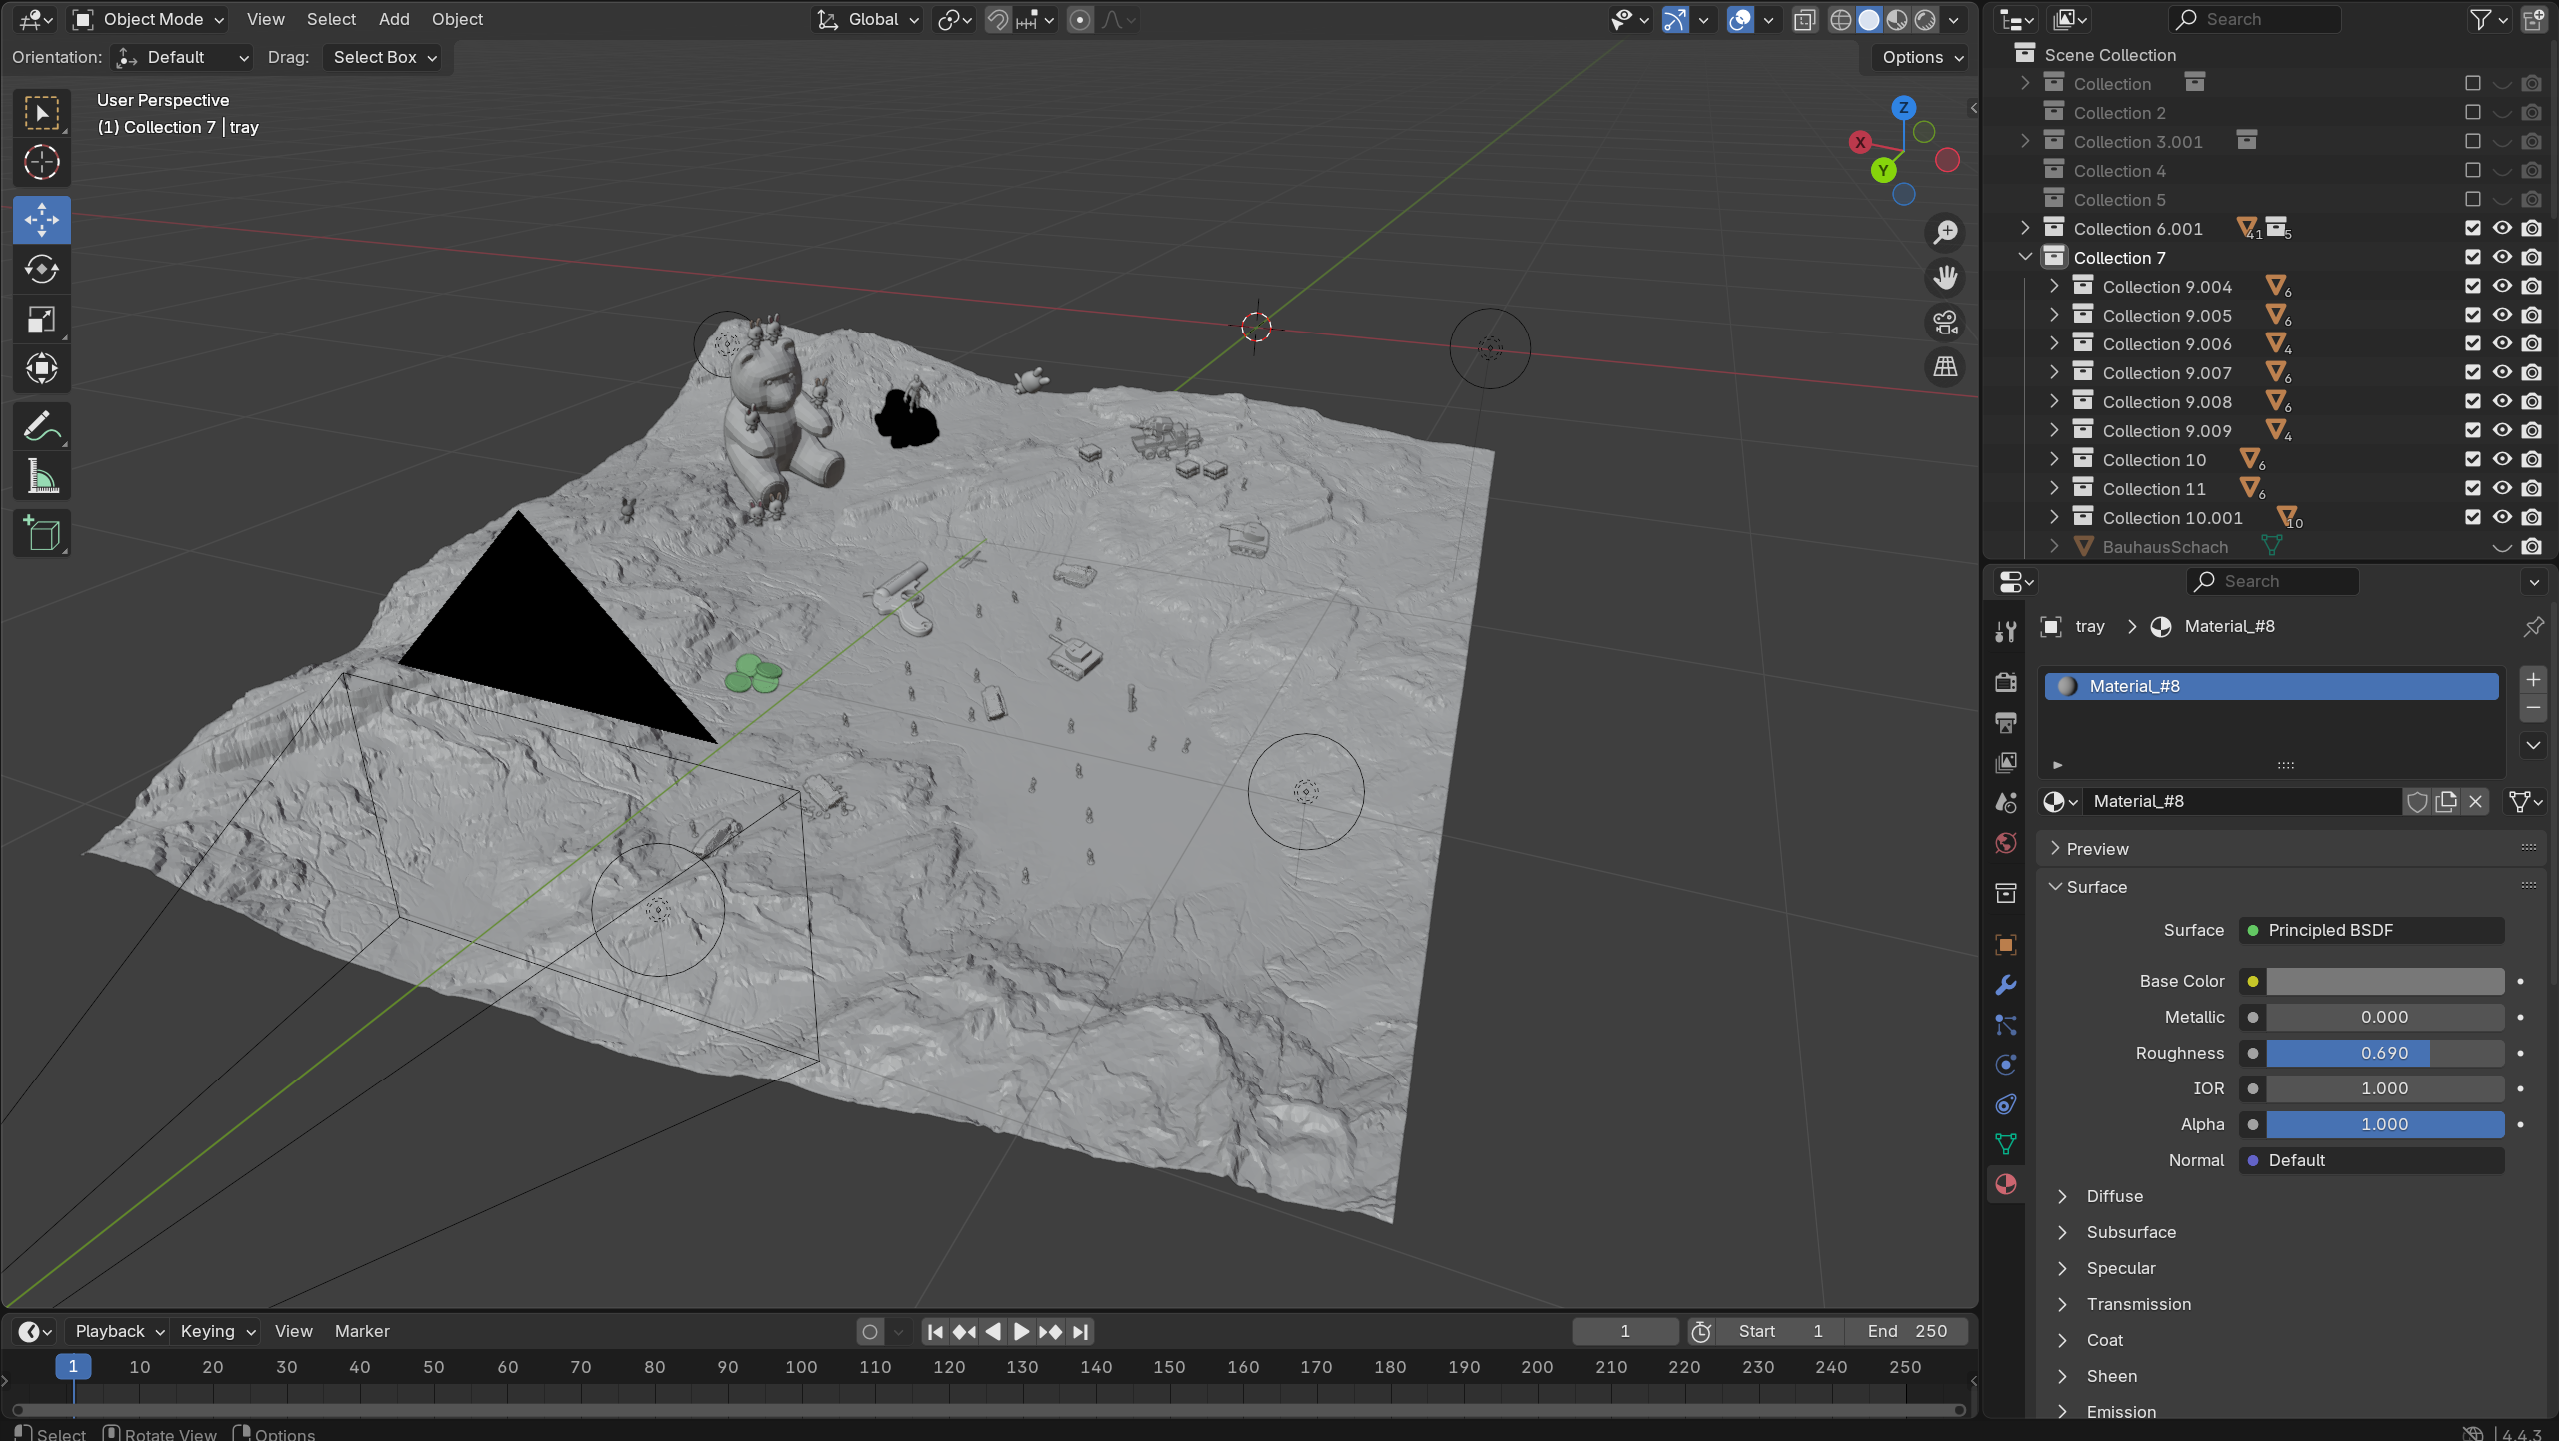 Object Mode View Select Add Object Global
Orientation: Default Drag: Select Box Options
User Perspective
(1) Collection 7 | tray
Z
X
Y
Search
Scene Collection
Collection
Collection 2
Collection 3.001
Collection 4
Collection 5
Collection 6.001 41 5
Collection 7
Collection 9.004 6
Collection 9.005 6
Collection 9.006 4
Collection 9.007 6
Collection 9.008 6
Collection 9.009 4
Collection 10 6
Collection 11 6
Collection 10.001 10
BauhausSchach
Search
tray Material_#8
Material_#8
Material_#8
Preview
Surface
Surface Principled BSDF
Base Color
Metallic 0.000
Roughness 0.690
IOR 1.000
Alpha 1.000
Normal Default
Diffuse
Subsurface
Specular
Transmission
Coat
Sheen
Emission
Playback Keying View Marker 1 Start 1 End 250
1 10 20 30 40 50 60 70 80 90 100 110 120 130 140 150 160 170 180 190 200 210 220 230 240 250
Select Rotate View Options 4.4.3